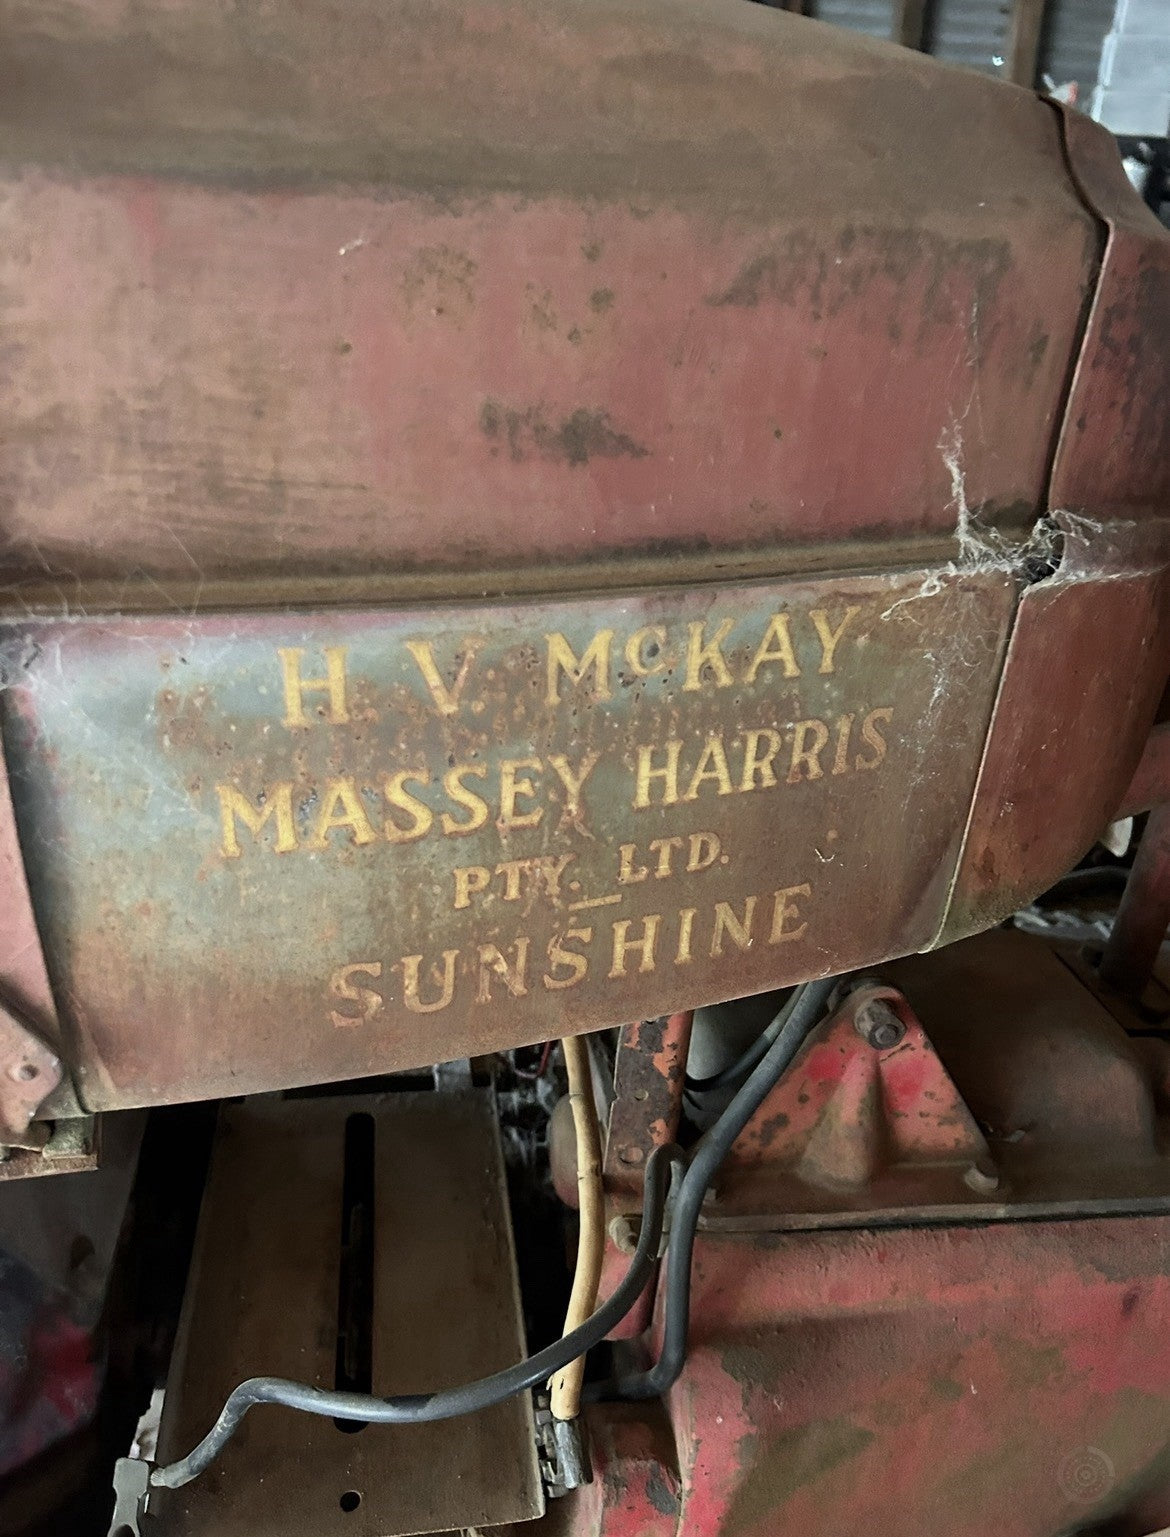 H. V. McKAY
MASSEY HARRIS
PTY. LTD.
SUNSHINE